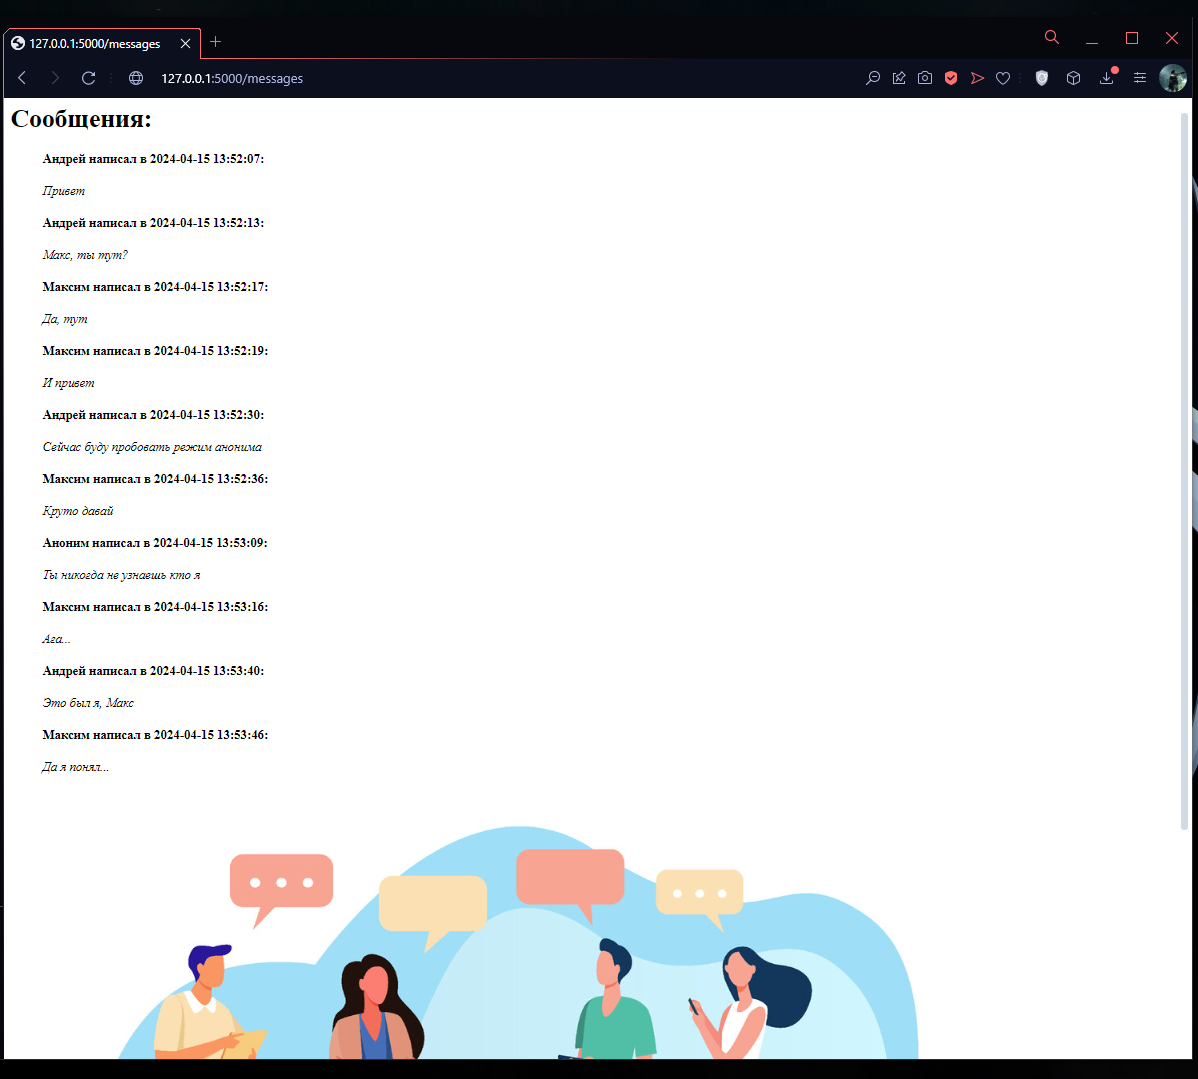 127.0.0.1:5000/messages
127.0.0.1:5000/messages
Сообщения:
Андрей написал в 2024-04-15 13:52:07:
Привет
Андрей написал в 2024-04-15 13:52:13:
Макс, ты тут?
Максим написал в 2024-04-15 13:52:17:
Да, тут
Максим написал в 2024-04-15 13:52:19:
И привет
Андрей написал в 2024-04-15 13:52:30:
Сейчас буду пробовать режим анонима
Максим написал в 2024-04-15 13:52:36:
Круто давай
Аноним написал в 2024-04-15 13:53:09:
Ты никогда не узнаешь кто я
Максим написал в 2024-04-15 13:53:16:
Ага...
Андрей написал в 2024-04-15 13:53:40:
Это был я, Макс
Максим написал в 2024-04-15 13:53:46:
Да я понял...